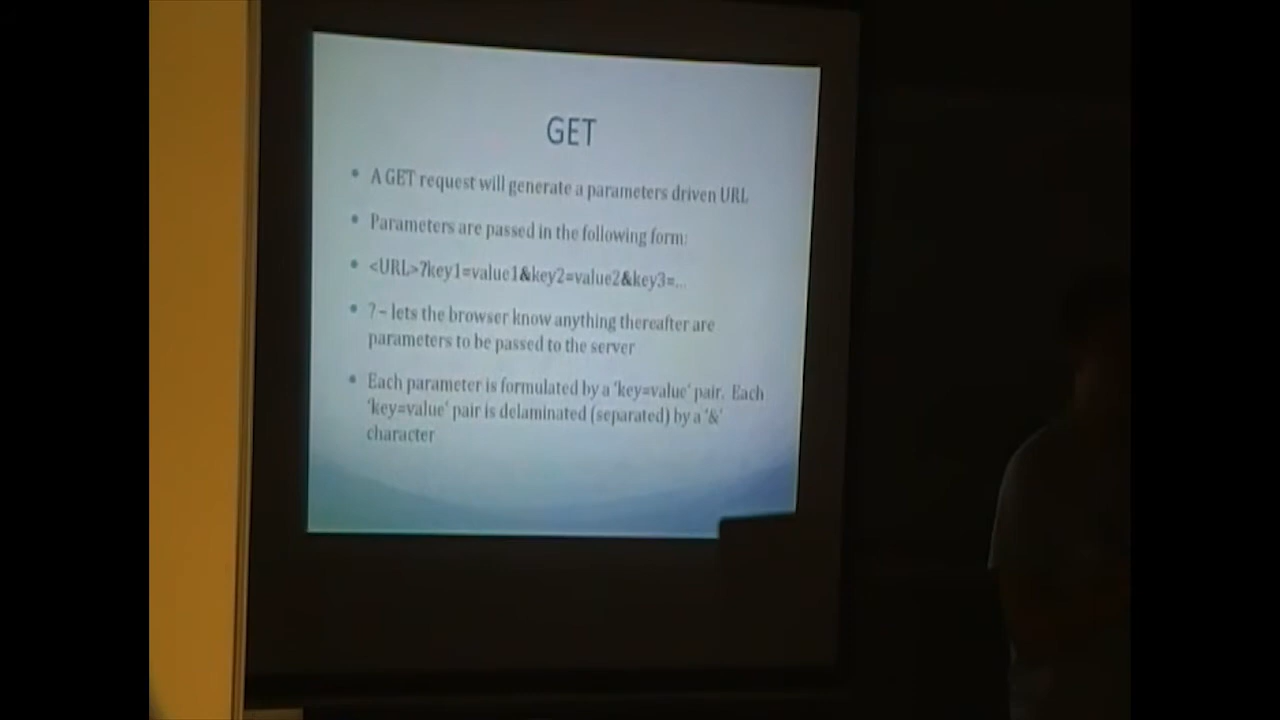 GET
• A GET request will generate a parameters driven URL
• Parameters are passed in the following form:
• <URL>?key1=value1&key2=value2&key3=...
• ? – lets the browser know anything thereafter are
parameters to be passed to the server
• Each parameter is formulated by a 'key=value' pair. Each
'key=value' pair is delaminated (separated) by a '&'
character